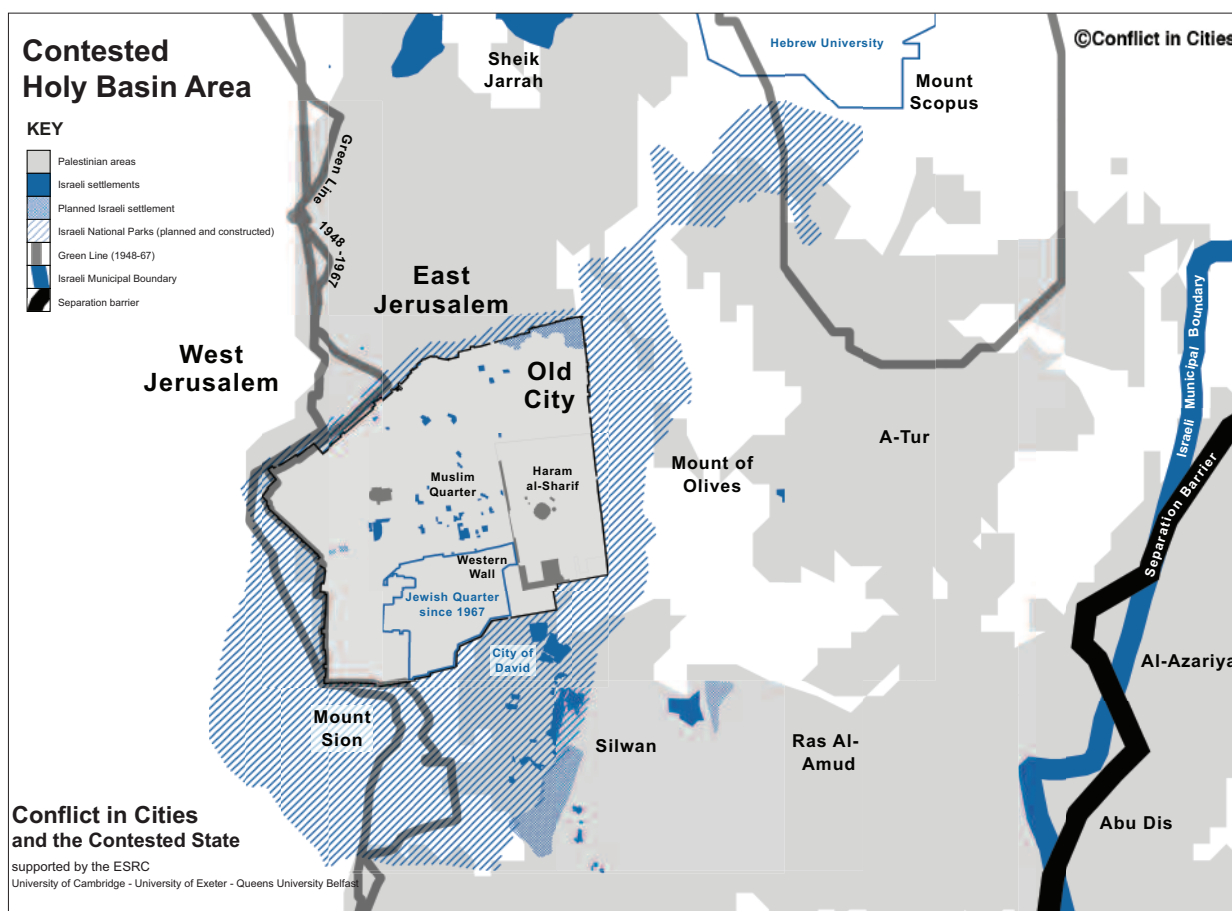 Contested
Holy Basin Area
KEY
Palestinian areas
Israeli settlements
Planned Israeli settlement
Israeli National Parks (planned and constructed)
Green Line (1948-67)
Israeli Municipal Boundary
Separation barrier
©Conflict in Cities
Hebrew University
Mount
Scopus
Sheik
Jarrah
Green Line
1948 -1967
East
Jerusalem
West
Jerusalem
Old
City
A-Tur
Mount of
Olives
Muslim
Quarter
Haram
al-Sharif
Western
Wall
Jewish Quarter
since 1967
City of
David
Mount
Sion
Silwan
Ras Al-
Amud
Israeli Municipal Boundary
Separation Barrier
Al-Azariya
Abu Dis
Conflict in Cities
and the Contested State
supported by the ESRC
University of Cambridge - University of Exeter - Queens University Belfast